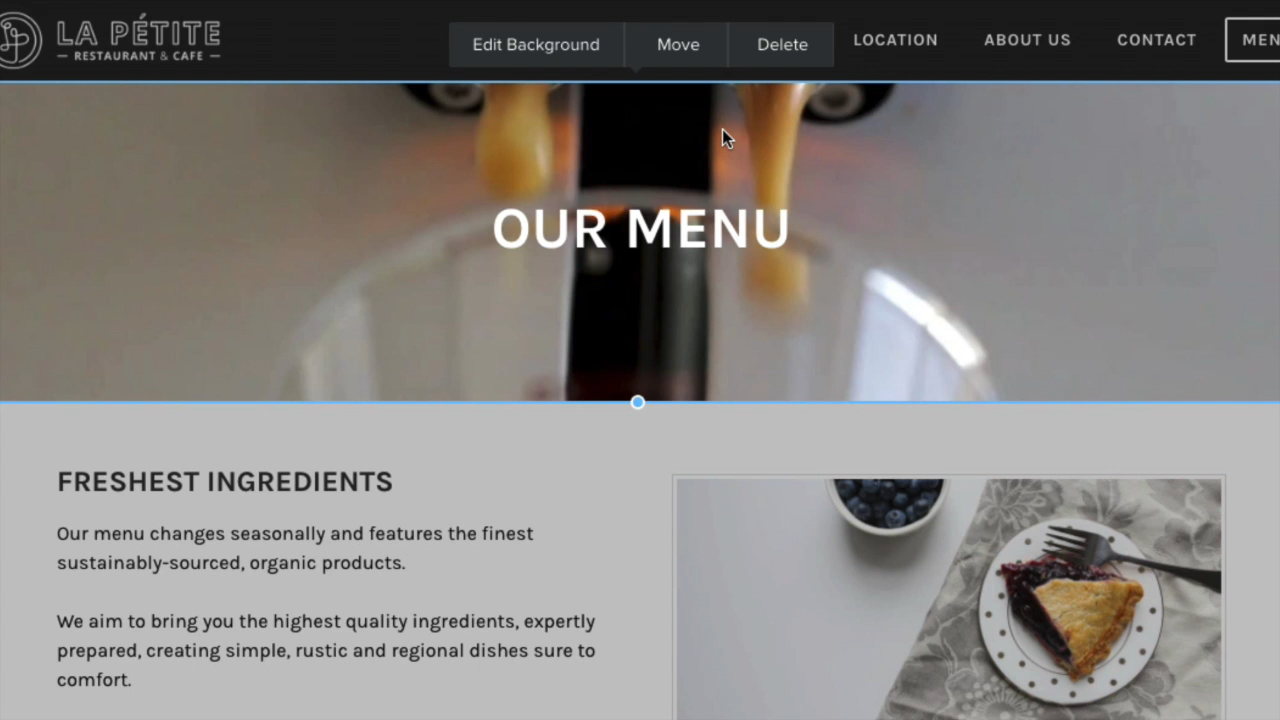 LA PÉTITE
RESTAURANT & CAFE
Edit Background
Move
Delete
LOCATION
ABOUT US
CONTACT
MEN
OUR MENU
FRESHEST INGREDIENTS
Our menu changes seasonally and features the finest
sustainably-sourced, organic products.
We aim to bring you the highest quality ingredients, expertly
prepared, creating simple, rustic and regional dishes sure to
comfort.